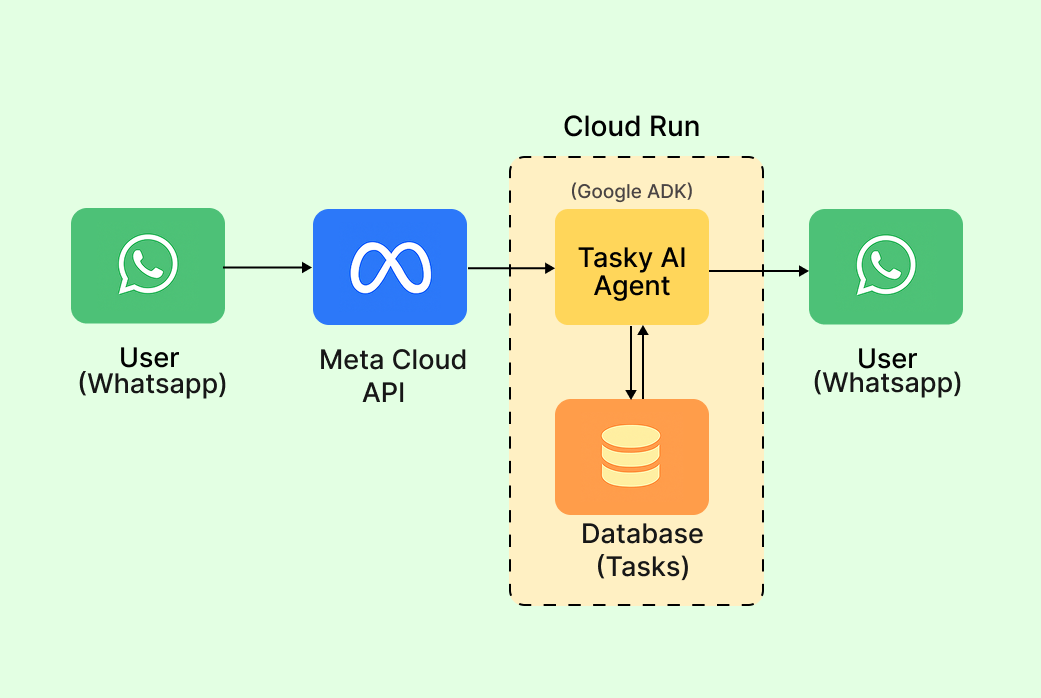 Cloud Run
(Google ADK)
Tasky AI
Agent
User
(Whatsapp)
Meta Cloud
API
User
(Whatsapp)
Database
(Tasks)